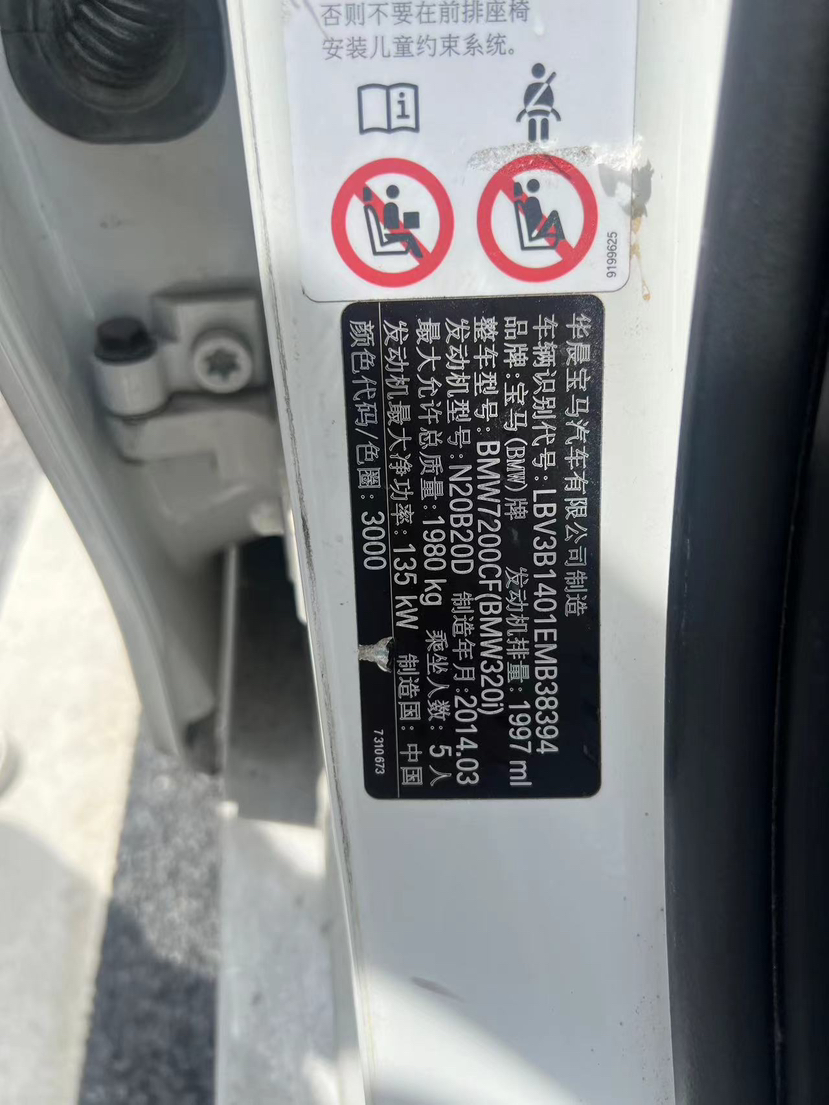 否则不要在前排座椅
安装儿童约束系统。
9199625
华晨宝马汽车有限公司制造
车辆识别代号:LBV3B1401EMB38394
品牌:宝马(BMW)牌 发动机排量:1997 ml
整车型号:BMW7200CF(BMW320i)
发动机型号:N20B20D 制造年月:2014.03
最大允许总质量:1980 kg 乘坐人数:5人
发动机最大净功率:135 kW 制造国:中国
颜色代码/色圈:3000
7310673